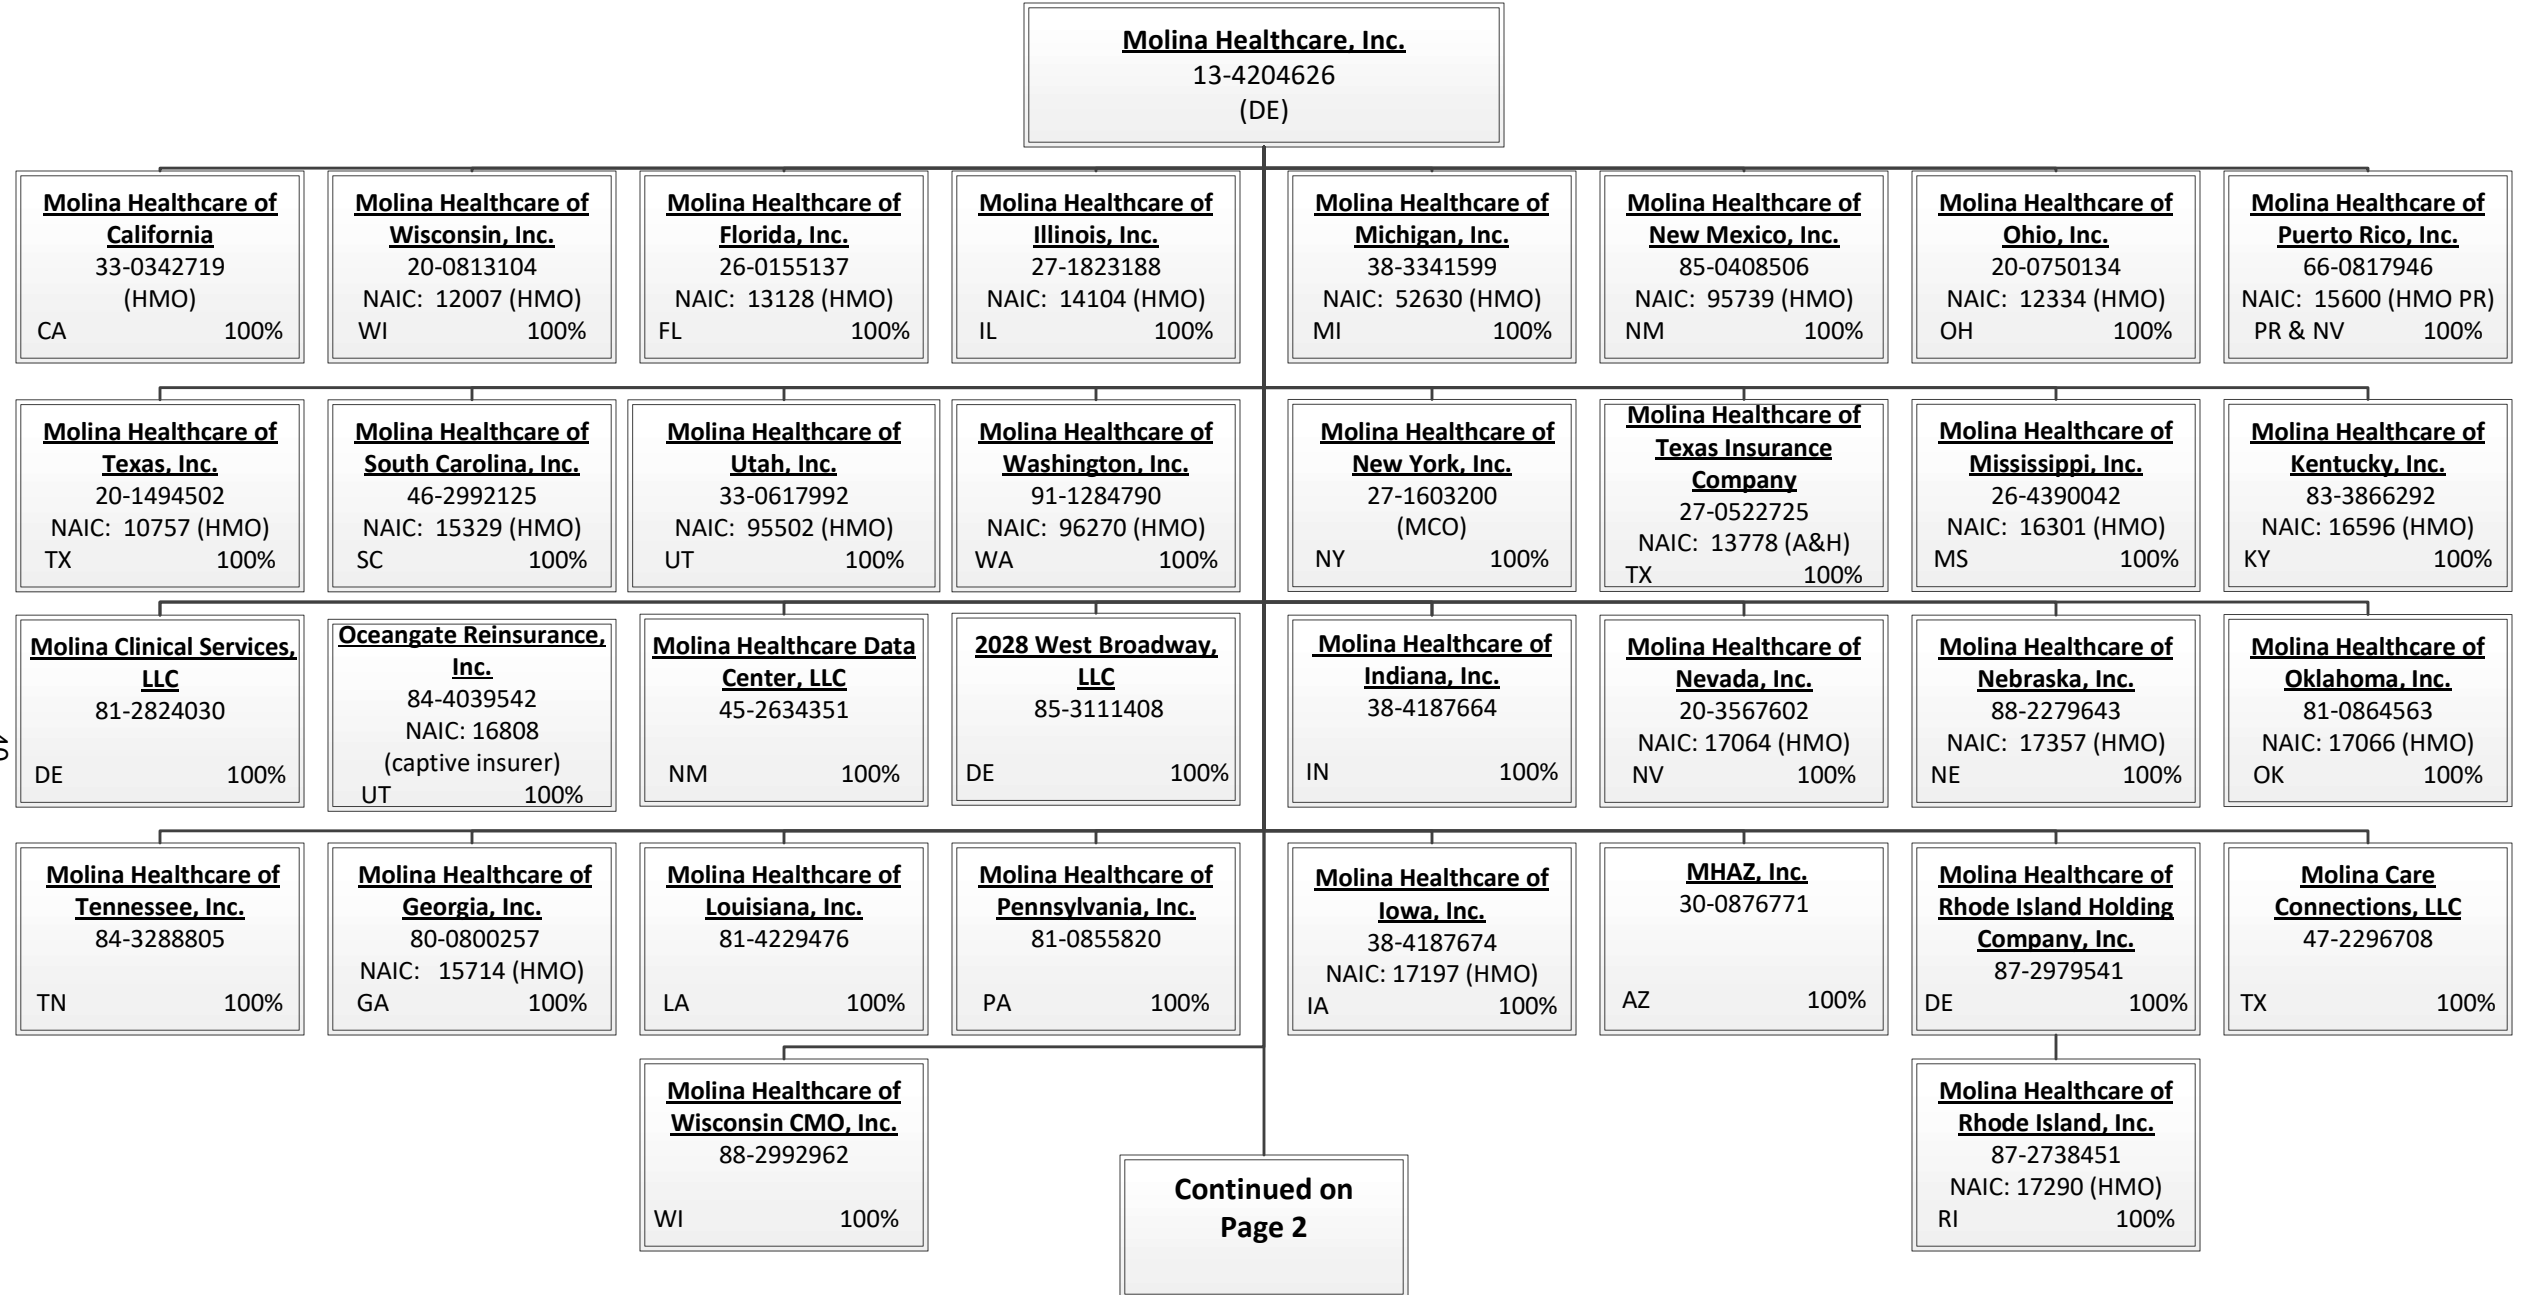 Molina Healthcare, Inc.
13-4204626
(DE)
Molina Healthcare of
California
33-0342719
(HMO)
CA 100%
Molina Healthcare of
Wisconsin, Inc.
20-0813104
NAIC: 12007 (HMO)
WI 100%
Molina Healthcare of
Florida, Inc.
26-0155137
NAIC: 13128 (HMO)
FL 100%
Molina Healthcare of
Illinois, Inc.
27-1823188
NAIC: 14104 (HMO)
IL 100%
Molina Healthcare of
Michigan, Inc.
38-3341599
NAIC: 52630 (HMO)
MI 100%
Molina Healthcare of
New Mexico, Inc.
85-0408506
NAIC: 95739 (HMO)
NM 100%
Molina Healthcare of
Ohio, Inc.
20-0750134
NAIC: 12334 (HMO)
OH 100%
Molina Healthcare of
Puerto Rico, Inc.
66-0817946
NAIC: 15600 (HMO PR)
PR & NV 100%
Molina Healthcare of
Texas, Inc.
20-1494502
NAIC: 10757 (HMO)
TX 100%
Molina Healthcare of
South Carolina, Inc.
46-2992125
NAIC: 15329 (HMO)
SC 100%
Molina Healthcare of
Utah, Inc.
33-0617992
NAIC: 95502 (HMO)
UT 100%
Molina Healthcare of
Washington, Inc.
91-1284790
NAIC: 96270 (HMO)
WA 100%
Molina Healthcare of
New York, Inc.
27-1603200
(MCO)
NY 100%
Molina Healthcare of
Texas Insurance
Company
27-0522725
NAIC: 13778 (A&H)
TX 100%
Molina Healthcare of
Mississippi, Inc.
26-4390042
NAIC: 16301 (HMO)
MS 100%
Molina Healthcare of
Kentucky, Inc.
83-3866292
NAIC: 16596 (HMO)
KY 100%
Molina Clinical Services,
LLC
81-2824030
DE 100%
Oceangate Reinsurance,
Inc.
84-4039542
NAIC: 16808
(captive insurer)
UT 100%
Molina Healthcare Data
Center, LLC
45-2634351
NM 100%
2028 West Broadway,
LLC
85-3111408
DE 100%
Molina Healthcare of
Indiana, Inc.
38-4187664
IN 100%
Molina Healthcare of
Nevada, Inc.
20-3567602
NAIC: 17064 (HMO)
NV 100%
Molina Healthcare of
Nebraska, Inc.
88-2279643
NAIC: 17357 (HMO)
NE 100%
Molina Healthcare of
Oklahoma, Inc.
81-0864563
NAIC: 17066 (HMO)
OK 100%
Molina Healthcare of
Tennessee, Inc.
84-3288805
TN 100%
Molina Healthcare of
Georgia, Inc.
80-0800257
NAIC: 15714 (HMO)
GA 100%
Molina Healthcare of
Louisiana, Inc.
81-4229476
LA 100%
Molina Healthcare of
Pennsylvania, Inc.
81-0855820
PA 100%
Molina Healthcare of
Iowa, Inc.
38-4187674
NAIC: 17197 (HMO)
IA 100%
MHAZ, Inc.
30-0876771
AZ 100%
Molina Healthcare of
Rhode Island Holding
Company, Inc.
87-2979541
DE 100%
Molina Care
Connections, LLC
47-2296708
TX 100%
Molina Healthcare of
Wisconsin CMO, Inc.
88-2992962
WI 100%
Continued on
Page 2
Molina Healthcare of
Rhode Island, Inc.
87-2738451
NAIC: 17290 (HMO)
RI 100%